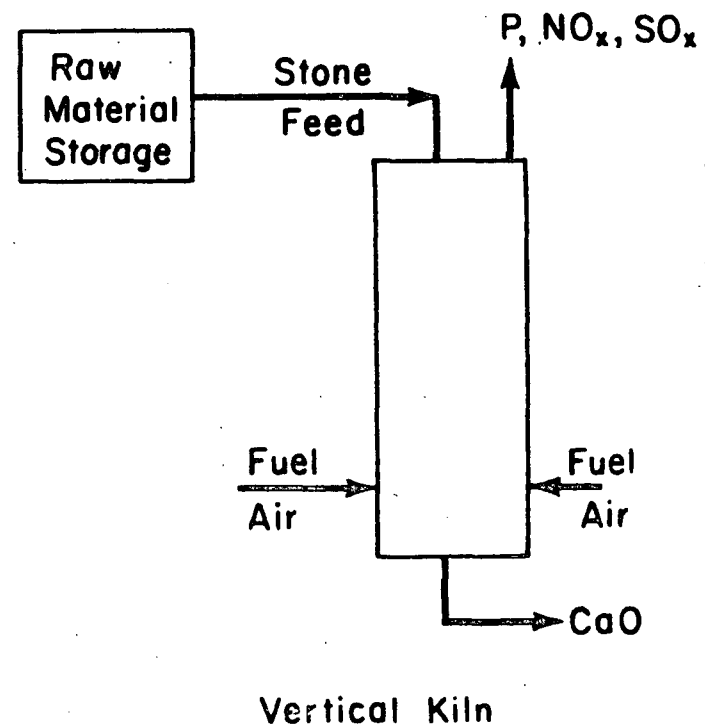 P, NOₓ, SOₓ
Raw
Material
Storage
Stone
Feed
Fuel
Air
Fuel
Air
CaO
Vertical Kiln